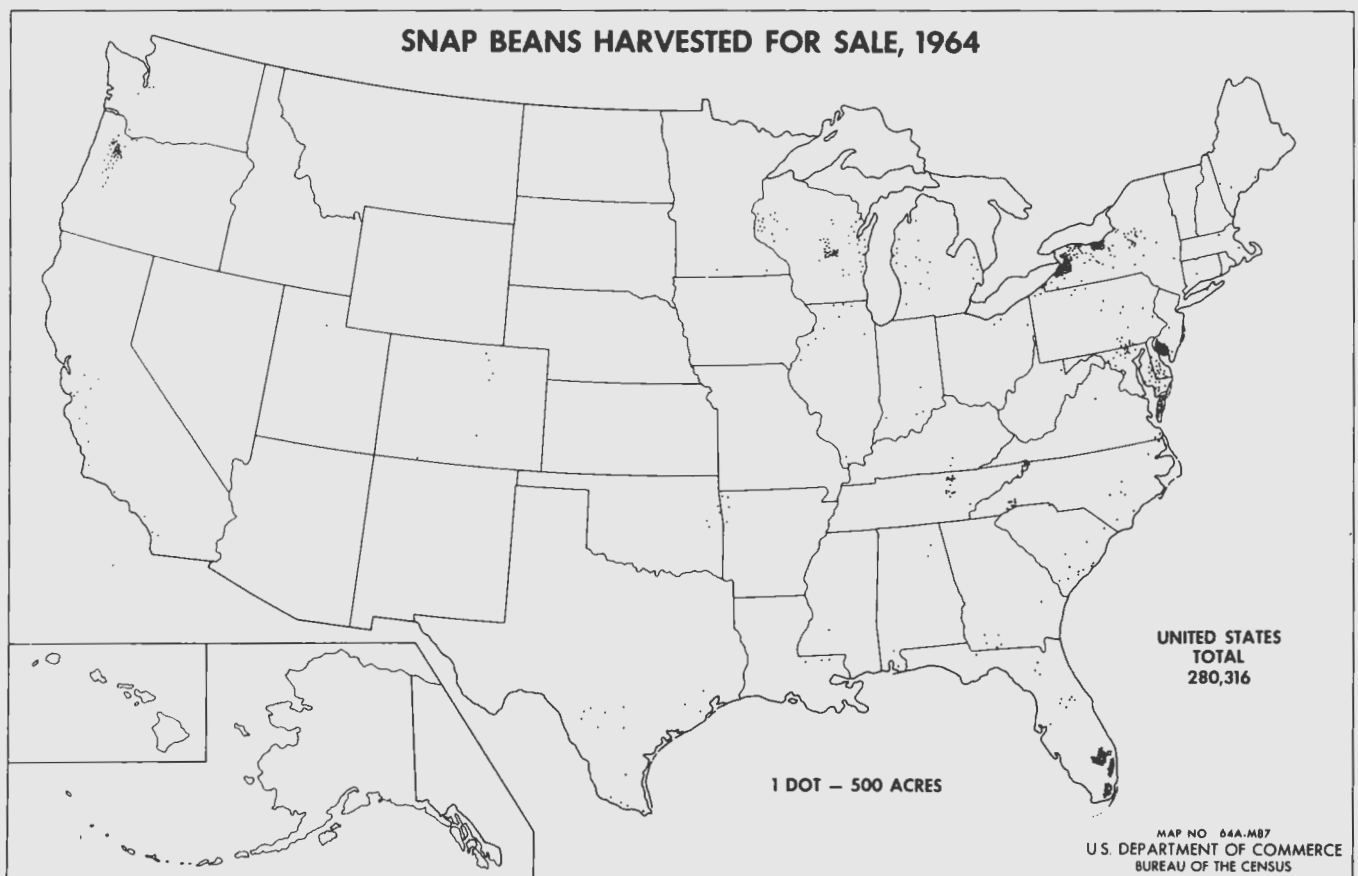 SNAP BEANS HARVESTED FOR SALE, 1964
UNITED STATES
TOTAL
280,316
1 DOT — 500 ACRES
MAP NO 64A-M87
U.S. DEPARTMENT OF COMMERCE
BUREAU OF THE CENSUS